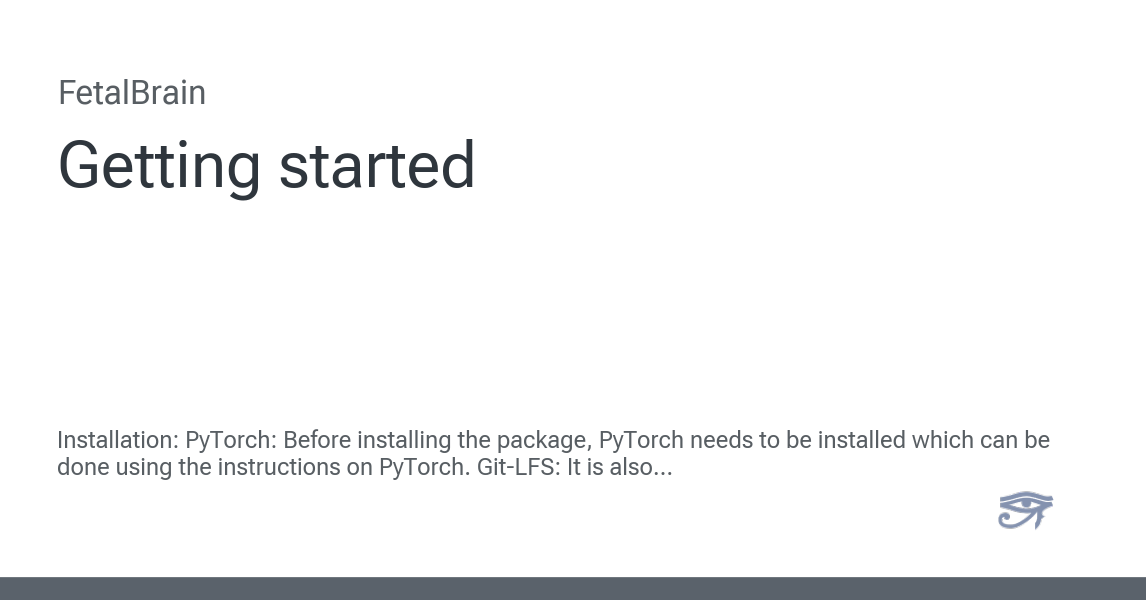 FetalBrain
Getting started
Installation: PyTorch: Before installing the package, PyTorch needs to be installed which can be
done using the instructions on PyTorch. Git-LFS: It is also...